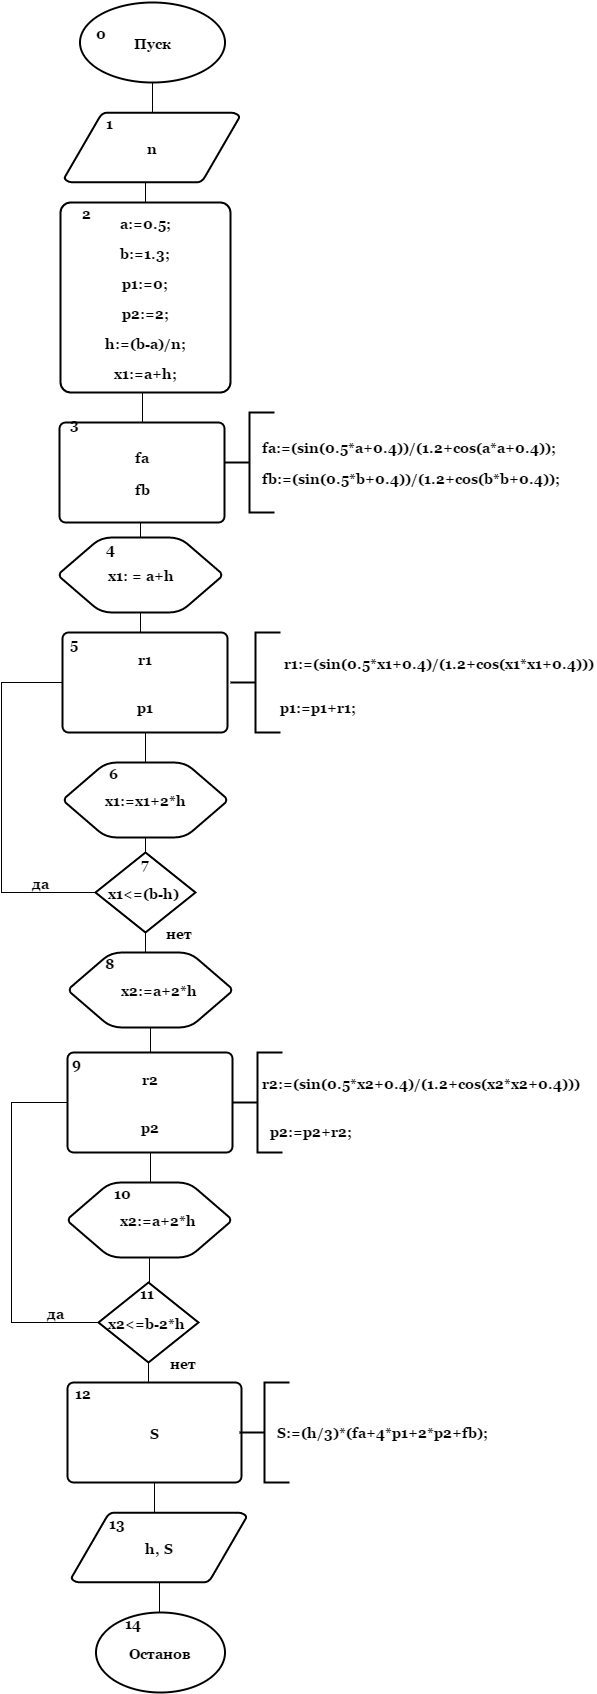 0
Пуск
1
n
2
a:=0.5;
b:=1.3;
p1:=0;
p2:=2;
h:=(b-a)/n;
x1:=a+h;
3
fa
fb
fa:=(sin(0.5*a+0.4))/(1.2+cos(a*a+0.4));
fb:=(sin(0.5*b+0.4))/(1.2+cos(b*b+0.4));
4
x1: = a+h
5
r1
p1
r1:=(sin(0.5*x1+0.4)/(1.2+cos(x1*x1+0.4)))
p1:=p1+r1;
6
x1:=x1+2*h
7
x1<=(b-h)
да
нет
8
x2:=a+2*h
9
r2
p2
r2:=(sin(0.5*x2+0.4)/(1.2+cos(x2*x2+0.4)))
p2:=p2+r2;
10
x2:=a+2*h
11
x2<=b-2*h
да
нет
12
S
S:=(h/3)*(fa+4*p1+2*p2+fb);
13
h, S
14
Останов